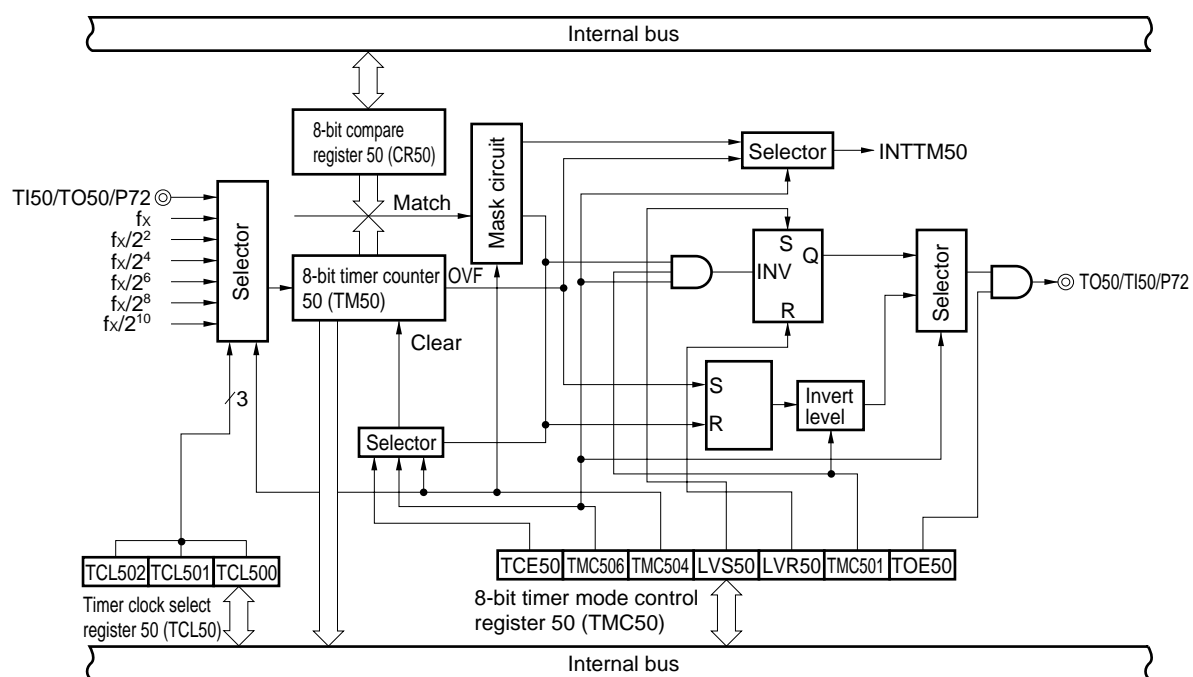 Internal bus
8-bit compare
register 50 (CR50)
Mask circuit
Selector
INTTM50
TI50/TO50/P72
fX
fX/2²
fX/2⁴
fX/2⁶
fX/2⁸
fX/2¹⁰
Selector
Match
8-bit timer counter
50 (TM50)
OVF
Clear
S
INV
Q
R
Selector
TO50/TI50/P72
S
R
Invert
level
3
Selector
TCL502 TCL501 TCL500
Timer clock select
register 50 (TCL50)
TCE50 TMC506 TMC504 LVS50 LVR50 TMC501 TOE50
8-bit timer mode control
register 50 (TMC50)
Internal bus